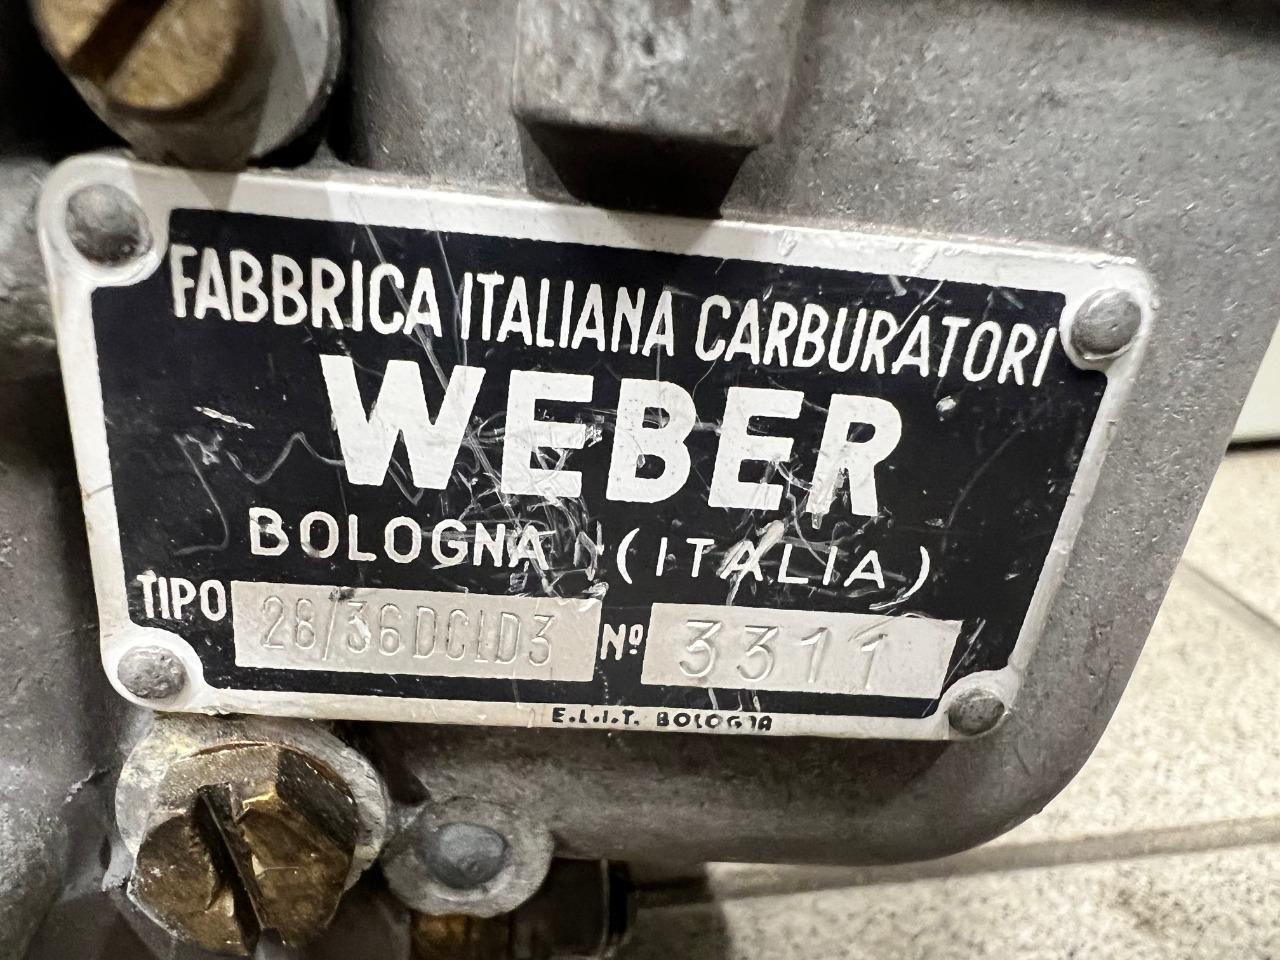 FABBRICA ITALIANA CARBURATORI
WEBER
BOLOGNA (ITALIA)
TIPO 28/36DCLD3 Nº 3311
E.L.I.T. BOLOGNA